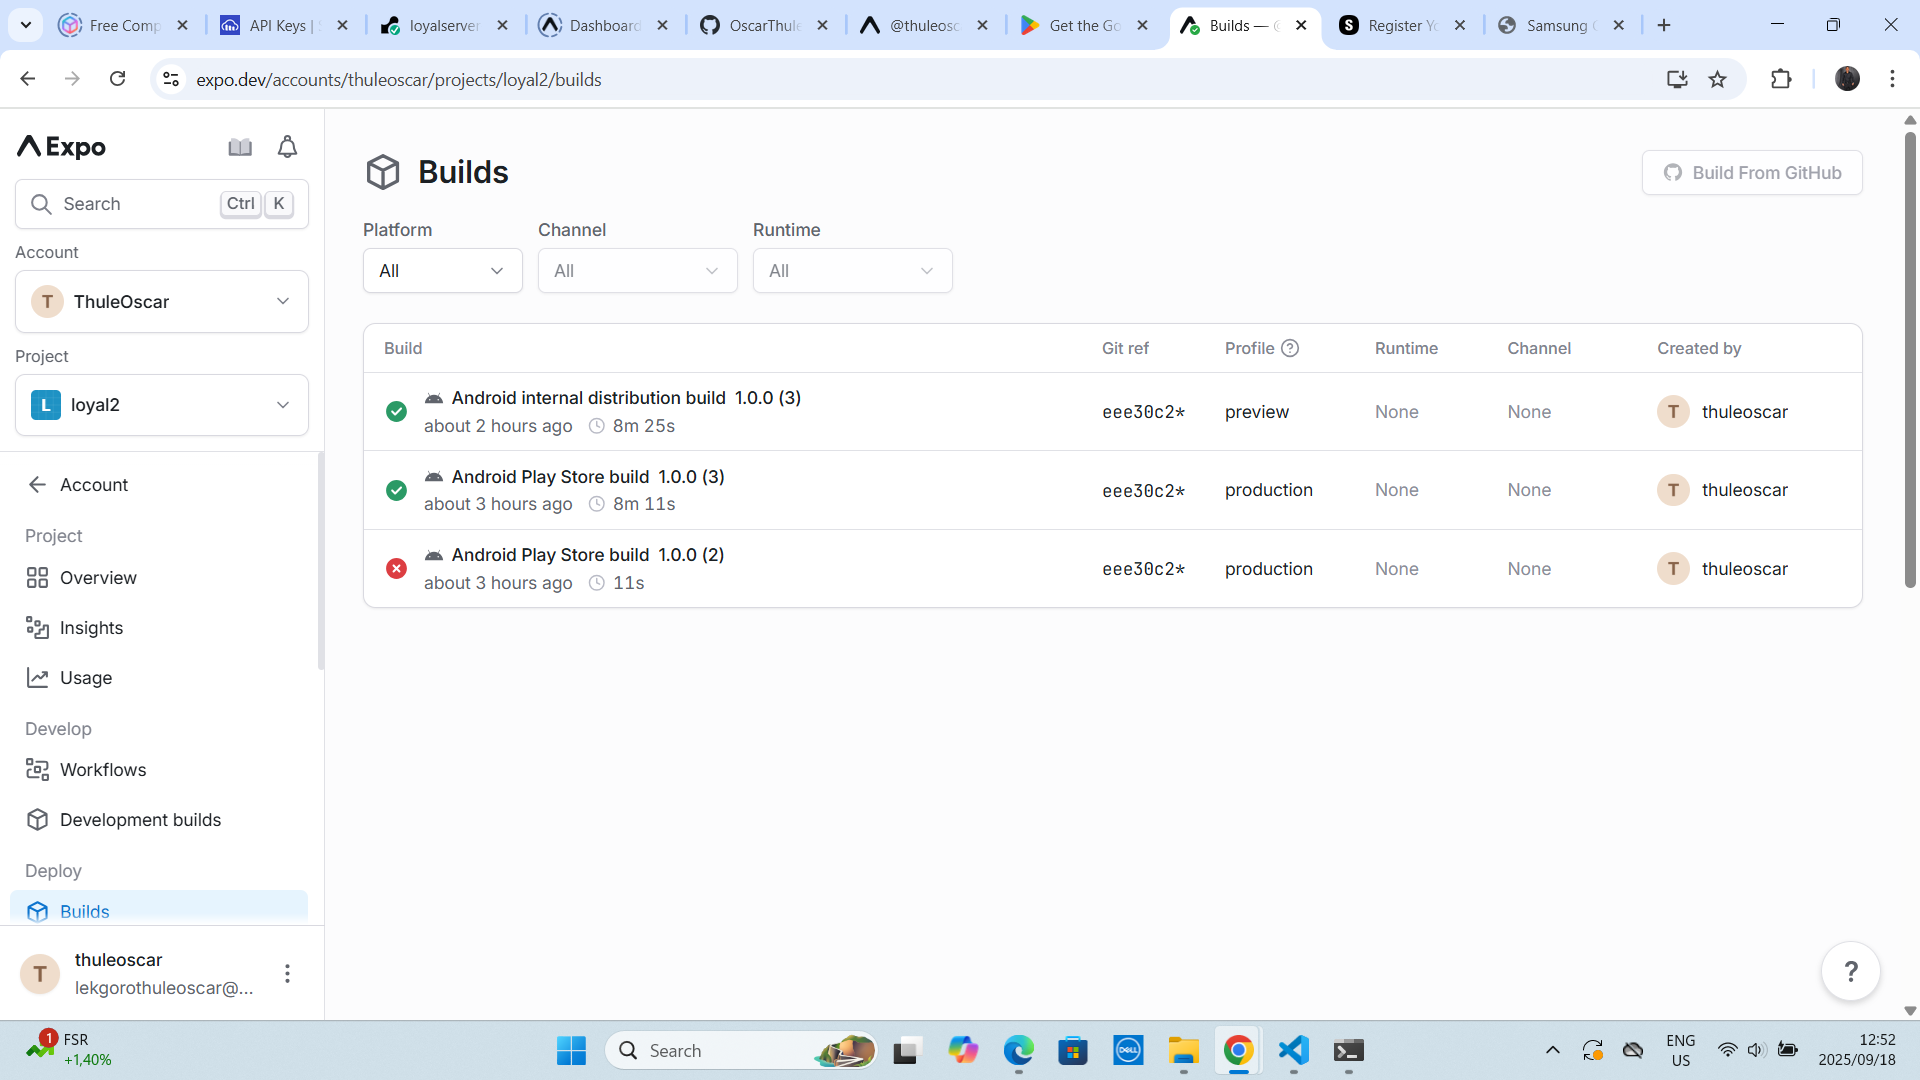 Free Comp
API Keys | S
loyalserver
Dashboard
OscarThule
@thuleosc
Get the Go
Builds — @
Register Yo
Samsung G
expo.dev/accounts/thuleoscar/projects/loyal2/builds
Expo
Search Ctrl K
Account
T ThuleOscar
Project
L loyal2
Account
Project
Overview
Insights
Usage
Develop
Workflows
Development builds
Deploy
Builds
T thuleoscar
lekgorothuleoscar@...
Builds
Build From GitHub
Platform Channel Runtime
All All All
Build Git ref Profile ? Runtime Channel Created by
Android internal distribution build 1.0.0 (3)
about 2 hours ago 8m 25s
eee30c2* preview None None T thuleoscar
Android Play Store build 1.0.0 (3)
about 3 hours ago 8m 11s
eee30c2* production None None T thuleoscar
Android Play Store build 1.0.0 (2)
about 3 hours ago 11s
eee30c2* production None None T thuleoscar
?
1 FSR
+1,40%
Search
DELL
ENG
US
12:52
2025/09/18